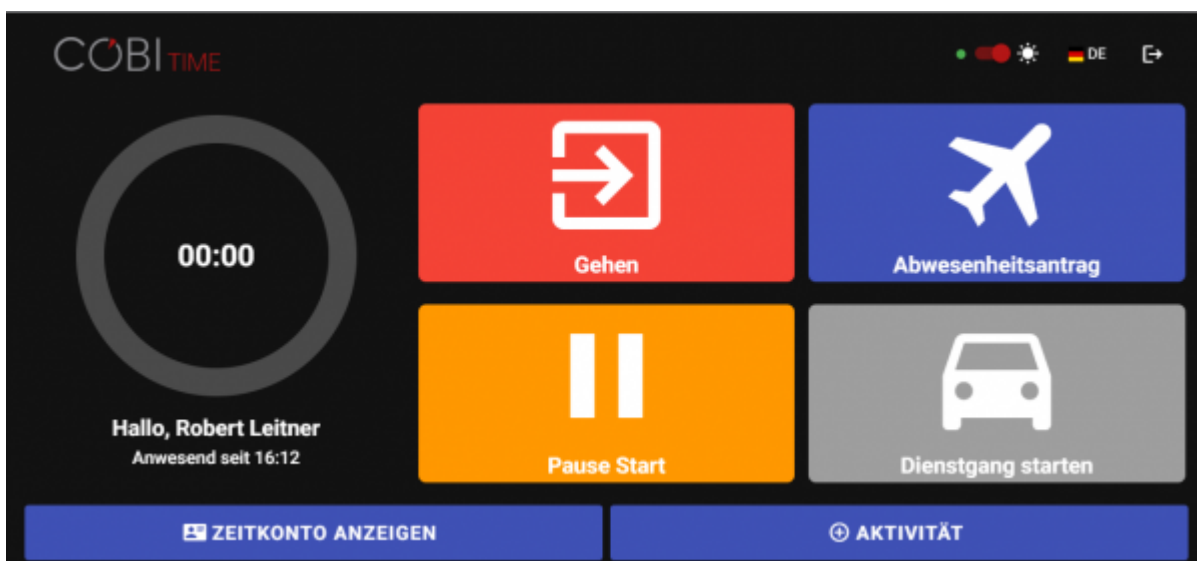 COBI TIME
DE
00:00
Hallo, Robert Leitner
Anwesend seit 16:12
Gehen
Abwesenheitsantrag
Pause Start
Dienstgang starten
ZEITKONTO ANZEIGEN
AKTIVITÄT